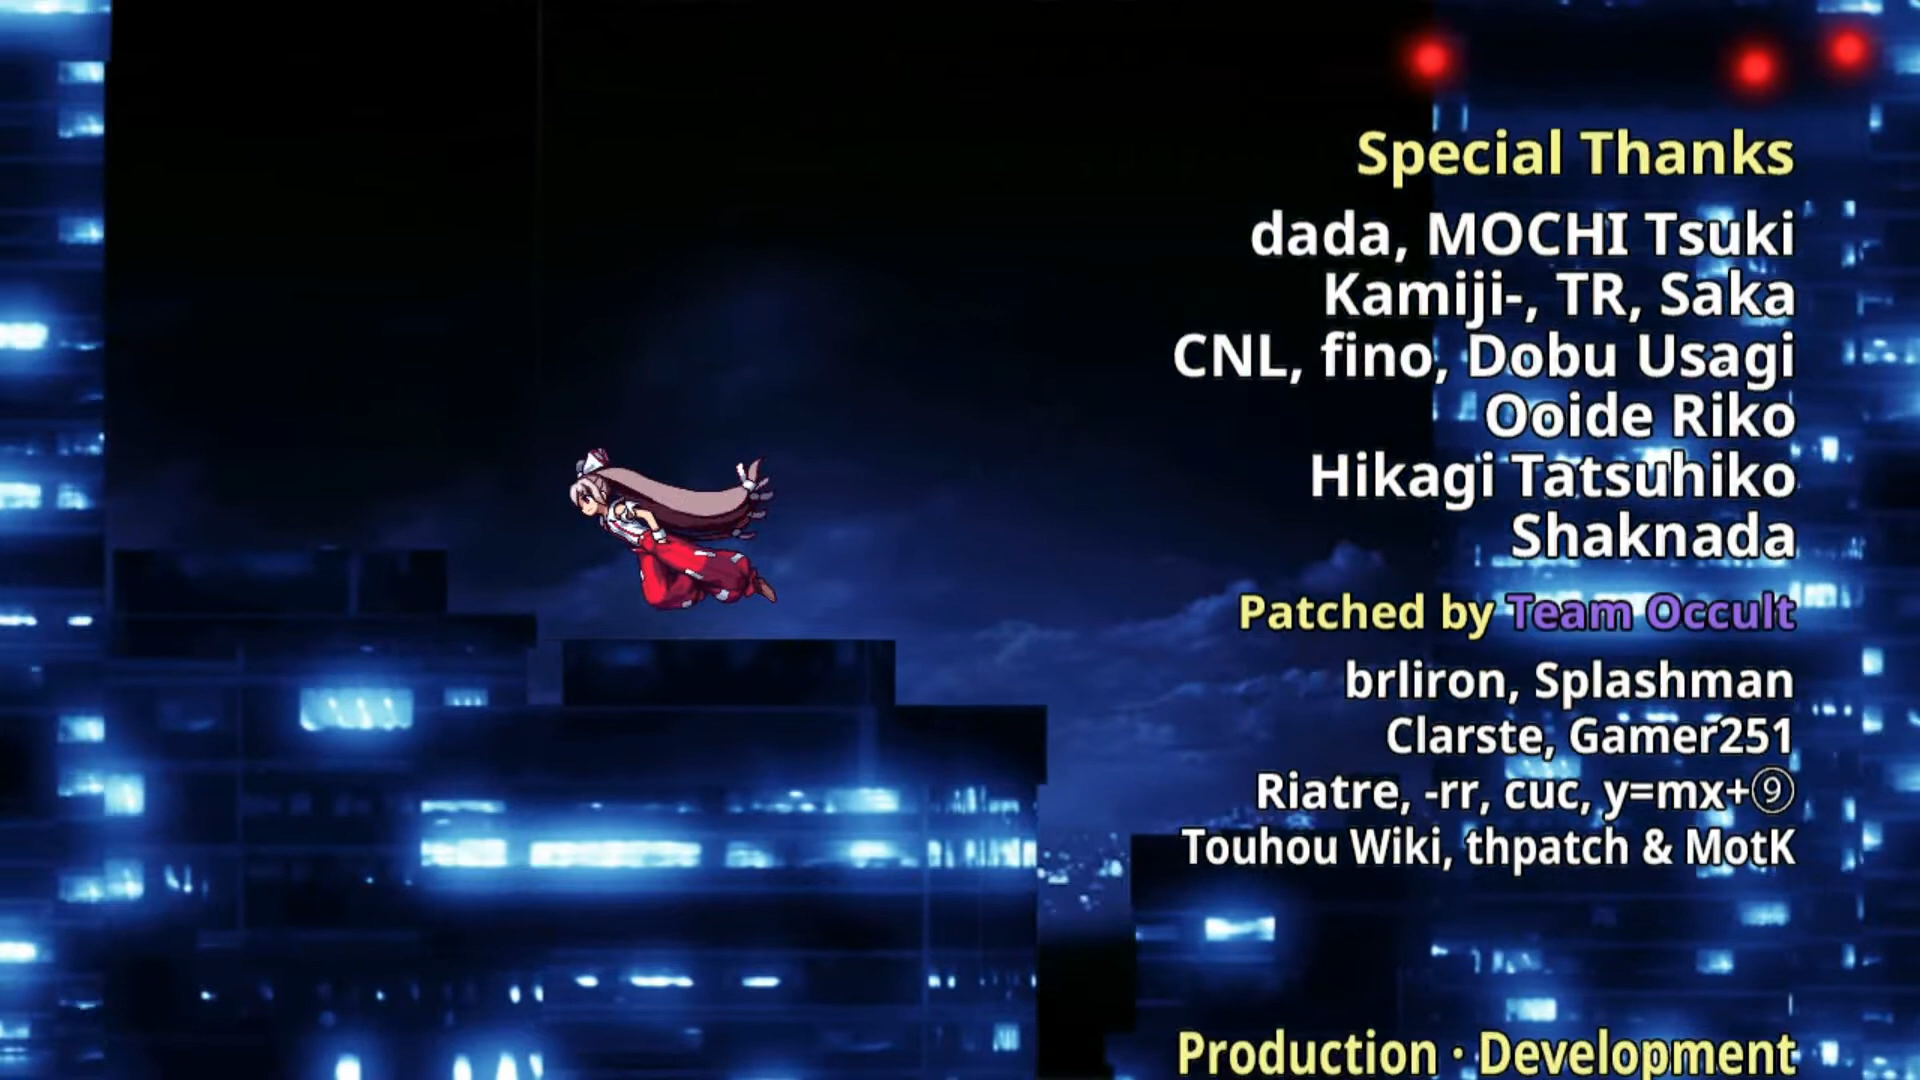 Special Thanks
dada, MOCHI Tsuki
Kamiji-, TR, Saka
CNL, fino, Dobu Usagi
Ooide Riko
Hikagi Tatsuhiko
Shaknada
Patched by Team Occult
brliron, Splashman
Clarste, Gamer251
Riatre, -rr, cuc, y=mx+⑨
Touhou Wiki, thpatch & MotK
Production · Development